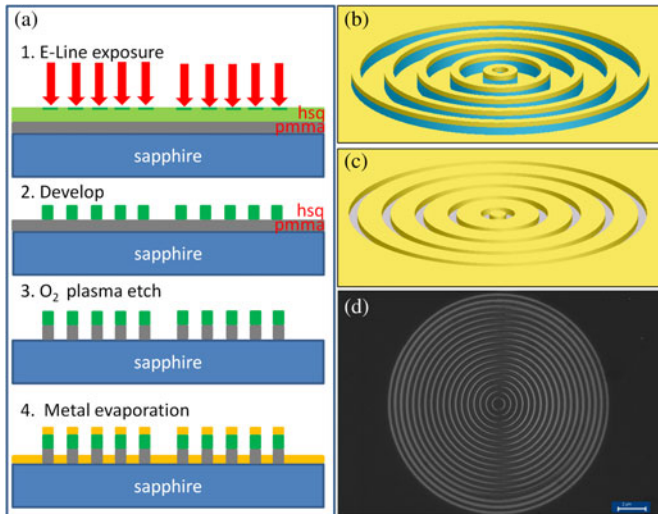 (a)
1. E-Line exposure
hsq
pmma
sapphire
2. Develop
hsq
pmma
sapphire
3. O₂ plasma etch
sapphire
4. Metal evaporation
sapphire
(b)
(c)
(d)